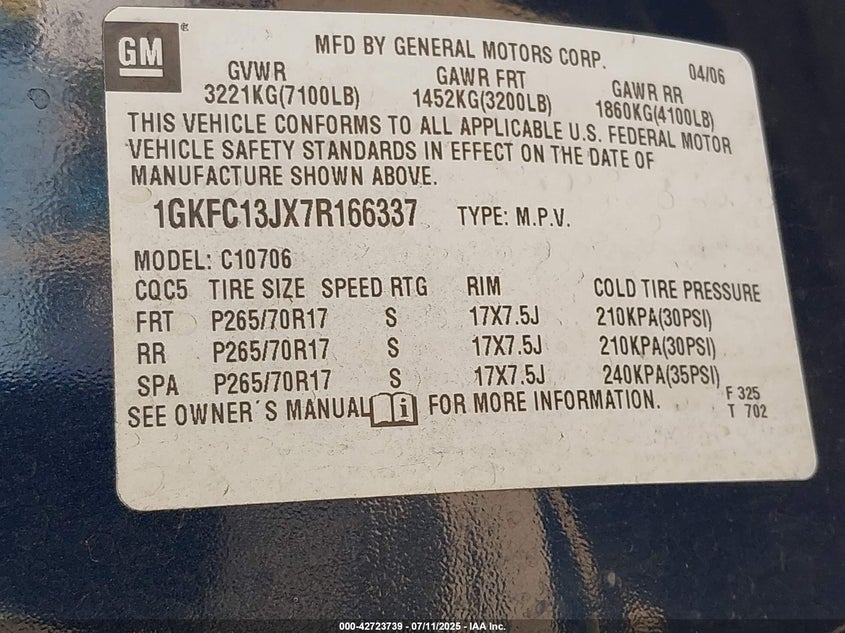 GM
MFD BY GENERAL MOTORS CORP. 04/06
GVWR GAWR FRT GAWR RR
3221KG(7100LB) 1452KG(3200LB) 1860KG(4100LB)
THIS VEHICLE CONFORMS TO ALL APPLICABLE U.S. FEDERAL MOTOR
VEHICLE SAFETY STANDARDS IN EFFECT ON THE DATE OF
MANUFACTURE SHOWN ABOVE.
1GKFC13JX7R166337 TYPE: M.P.V.
MODEL: C10706
CQC5 TIRE SIZE SPEED RTG RIM COLD TIRE PRESSURE
FRT P265/70R17 S 17X7.5J 210KPA(30PSI)
RR P265/70R17 S 17X7.5J 210KPA(30PSI)
SPA P265/70R17 S 17X7.5J 240KPA(35PSI)
SEE OWNER´S MANUAL FOR MORE INFORMATION.
F 325
T 702
000-42723739 - 07/11/2025 - IAA Inc.